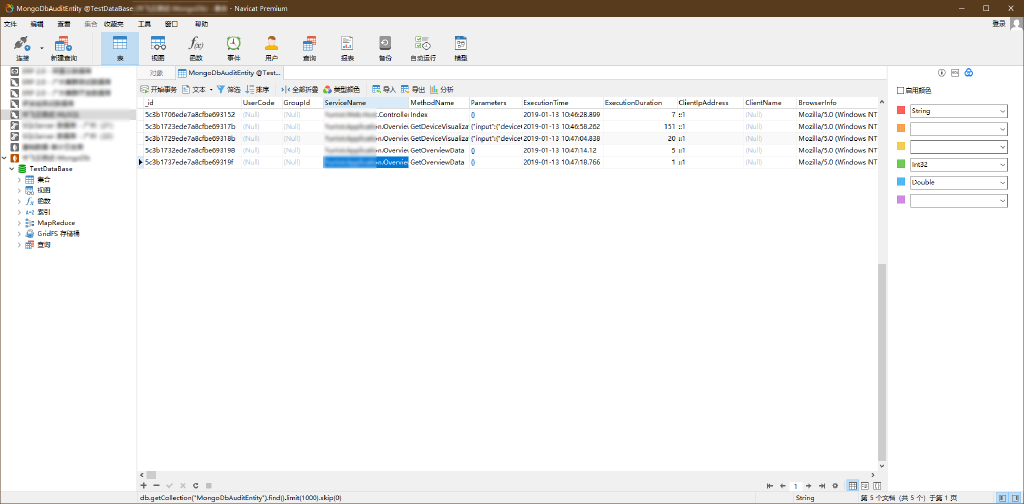 MongoDbAuditEntity @TestDataBase - Navicat Premium
文件 编辑 查看 集合 收藏夹 工具 窗口 帮助 登录
连接 新建查询 表 视图 函数 事件 用户 查询 报表 备份 自动运行 模型
对象 MongoDbAuditEntity @Test...
开始事务 文本 筛选 排序 全部折叠 类型颜色 导入 导出 分析
启用颜色
String
Int32
Double
TestDataBase
集合
视图
函数
索引
MapReduce
GridFS 存储桶
查询
_id UserCode GroupId ServiceName MethodName Parameters ExecutionTime ExecutionDuration ClientIpAddress ClientName BrowserInfo
5c3b1706ede7a8cfbe693152 (Null) (Null) .Controller Index {} 2019-01-13 10:46:28.899 7 ::1 (Null) Mozilla/5.0 (Windows NT
5c3b1723ede7a8cfbe69317b (Null) (Null) n.Overvie GetDeviceVisualiza {"input":{"device 2019-01-13 10:46:58.262 151 ::1 (Null) Mozilla/5.0 (Windows NT
5c3b1729ede7a8cfbe69318b (Null) (Null) n.Overvie GetDeviceVisualiza {"input":{"device 2019-01-13 10:47:04.838 20 ::1 (Null) Mozilla/5.0 (Windows NT
5c3b1732ede7a8cfbe693198 (Null) (Null) n.Overvie GetOverviewData {} 2019-01-13 10:47:14.12 5 ::1 (Null) Mozilla/5.0 (Windows NT
5c3b1737ede7a8cfbe69319f (Null) (Null) n.Overvie GetOverviewData {} 2019-01-13 10:47:18.766 1 ::1 (Null) Mozilla/5.0 (Windows NT
1
db.getCollection("MongoDbAuditEntity").find().limit(1000).skip(0) String 第 5 个文档 (共 5 个) 于第 1 页